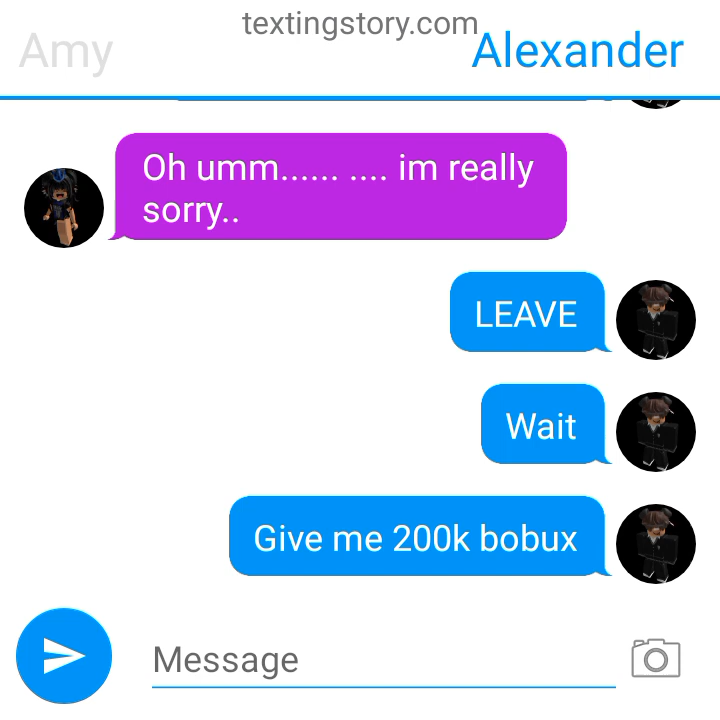 textingstory.com
Amy
Alexander
Oh umm...... .... im really
sorry..
LEAVE
Wait
Give me 200k bobux
Message